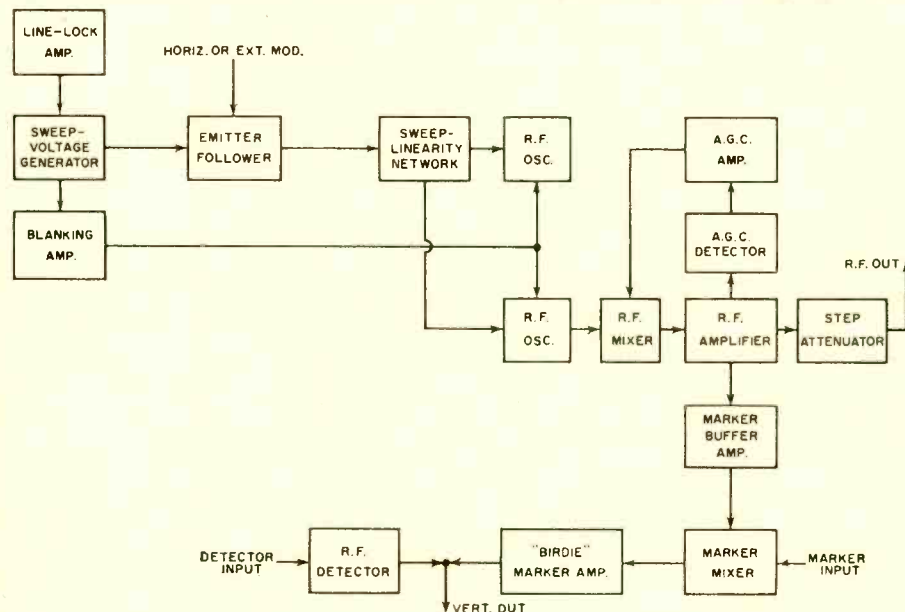 LINE-LOCK
AMP.
HORIZ. OR EXT. MOD.
SWEEP-
VOLTAGE
GENERATOR
EMITTER
FOLLOWER
SWEEP-
LINEARITY
NETWORK
R.F.
OSC.
A.G.C.
AMP.
BLANKING
AMP.
A.G.C.
DETECTOR
R.F. OUT
R.F.
OSC.
R.F.
MIXER
R.F.
AMPLIFIER
STEP
ATTENUATOR
MARKER
BUFFER
AMP.
DETECTOR
INPUT
R.F.
DETECTOR
"BIRDIE"
MARKER AMP.
MARKER
MIXER
MARKER
INPUT
VERT. OUT